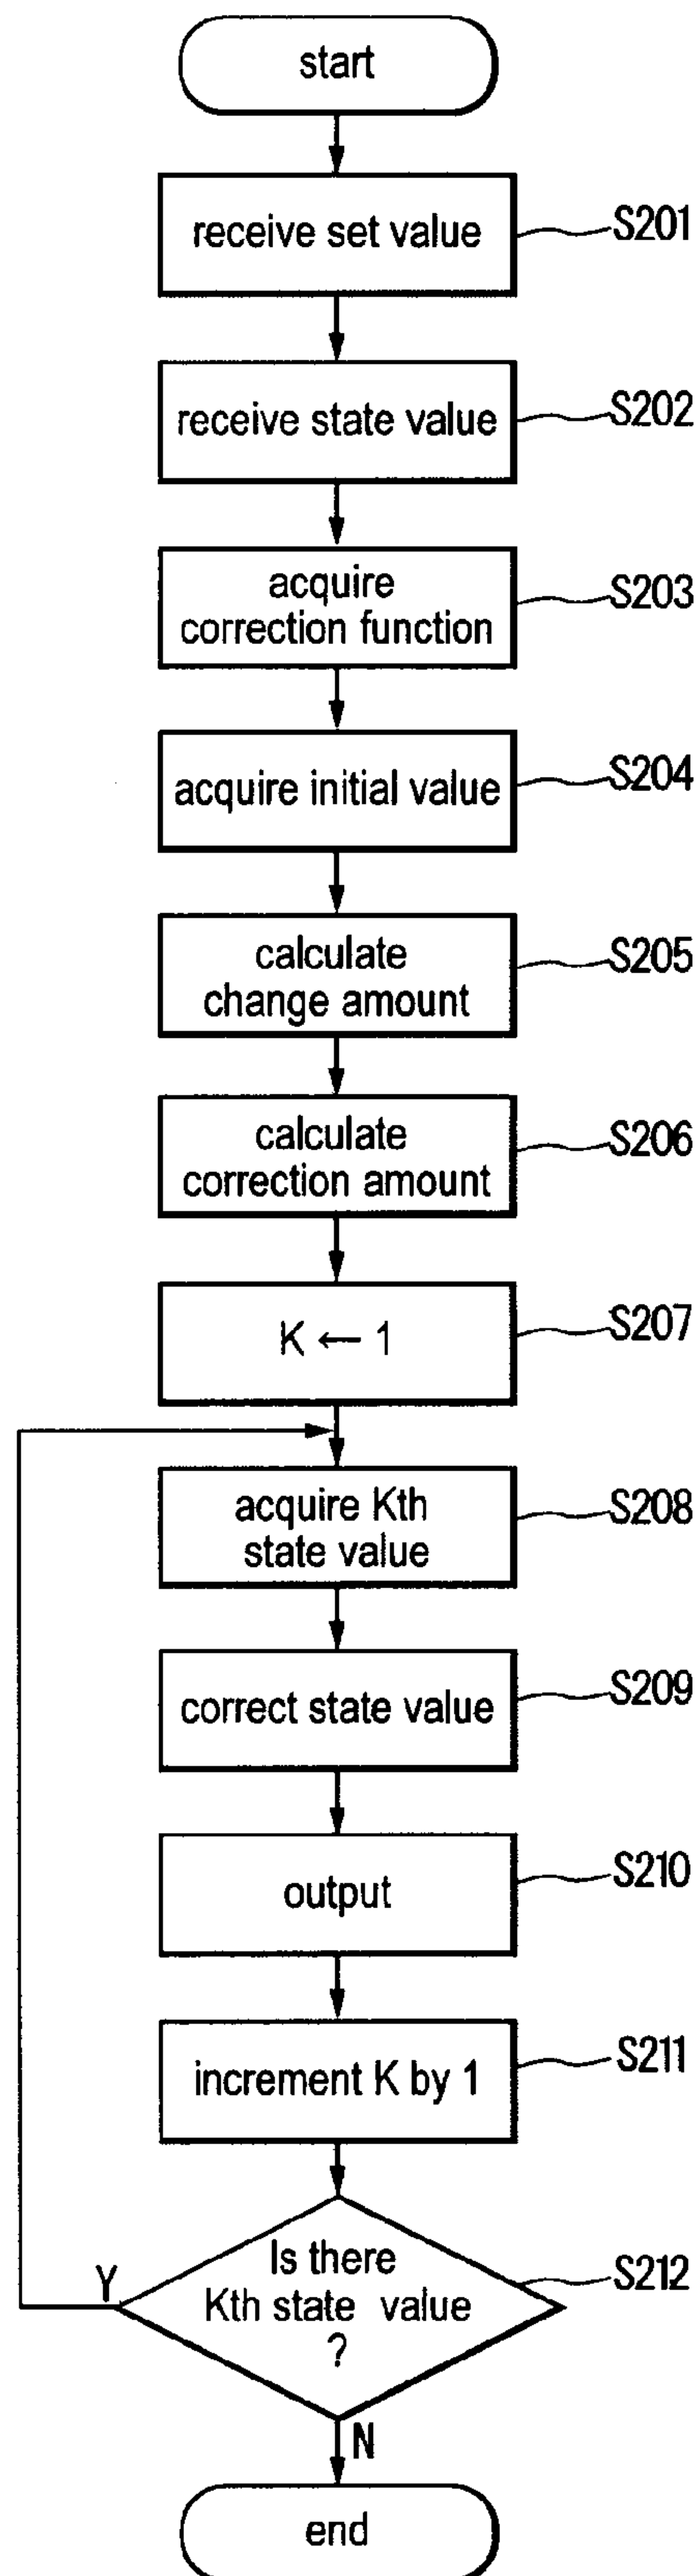 start
receive set value
S201
receive state value
S202
acquire
correction function
S203
acquire initial value
S204
calculate
change amount
S205
calculate
correction amount
S206
K ← 1
S207
acquire Kth
state value
S208
correct state value
S209
output
S210
increment K by 1
S211
Is there
Kth state value
?
S212
Y
N
end